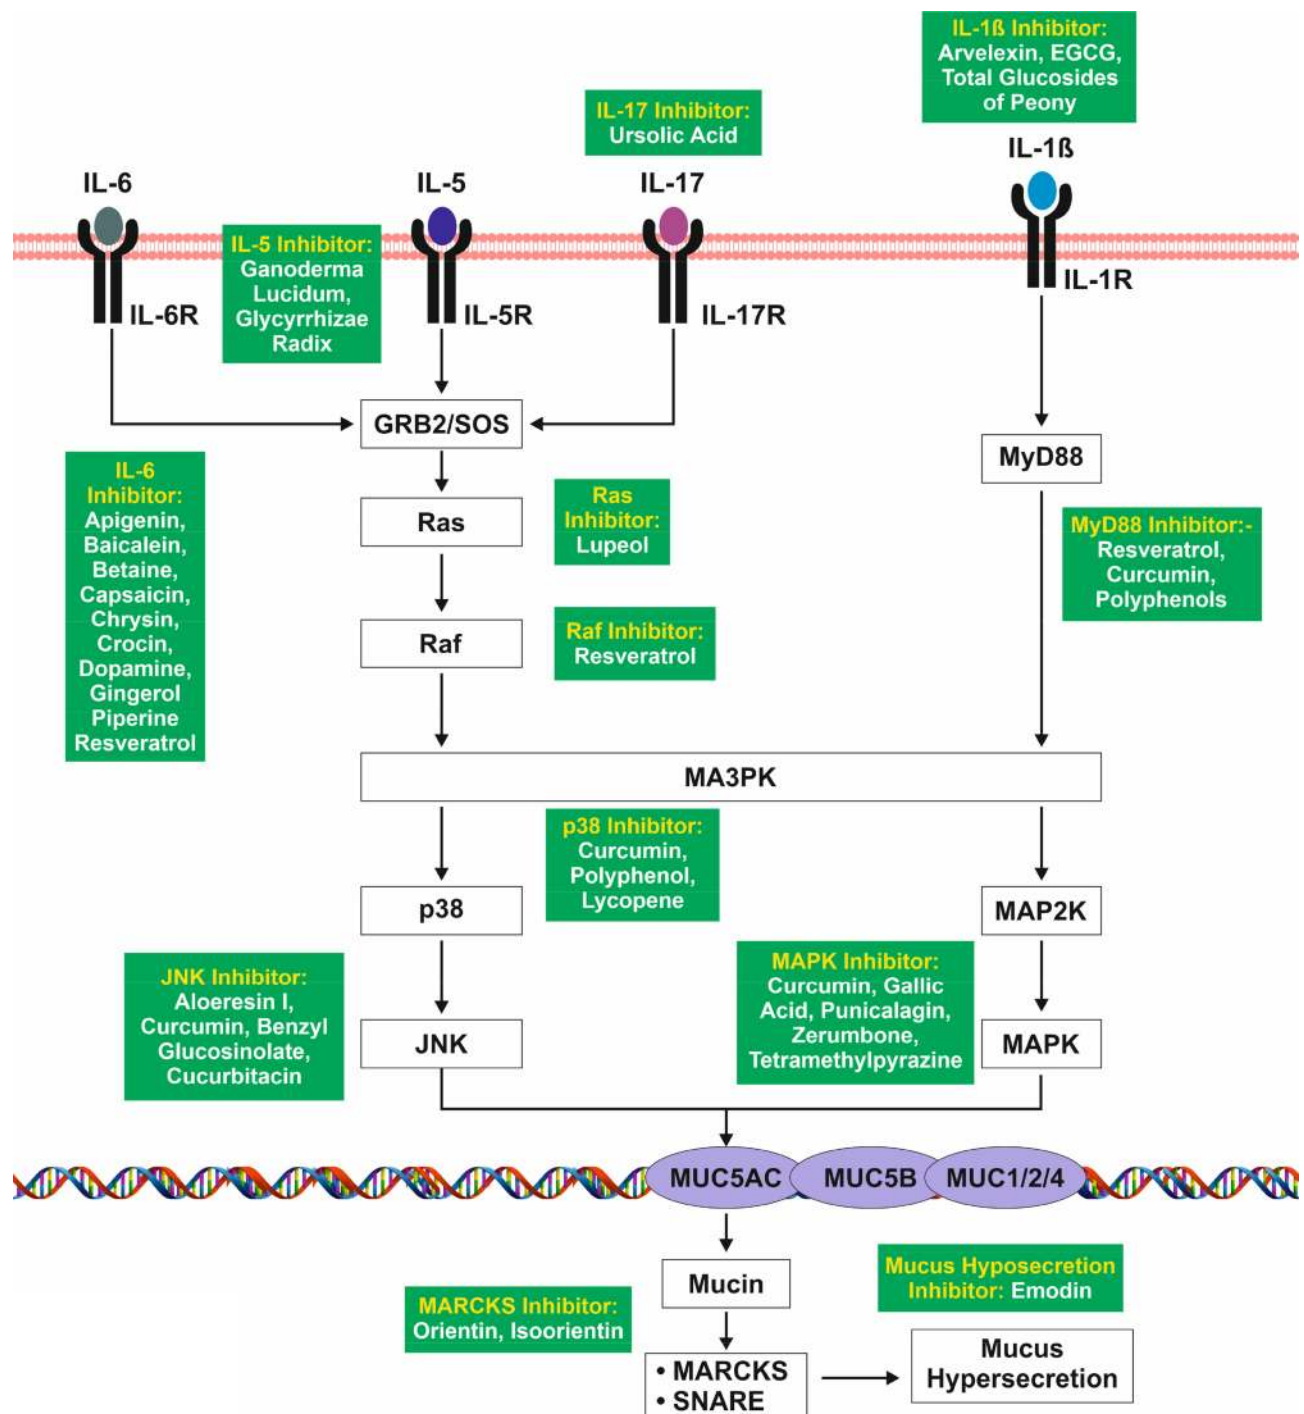 IL-1ß Inhibitor:
Arvelexin, EGCG,
Total Glucosides
of Peony
IL-17 Inhibitor:
Ursolic Acid
IL-6
IL-5
IL-17
IL-1ß
IL-5 Inhibitor:
Ganoderma
Lucidum,
Glycyrrhizae
Radix
IL-6R
IL-5R
IL-17R
IL-1R
GRB2/SOS
MyD88
IL-6
Inhibitor:
Apigenin,
Baicalein,
Betaine,
Capsaicin,
Chrysin,
Crocin,
Dopamine,
Gingerol
Piperine
Resveratrol
Ras
Ras
Inhibitor:
Lupeol
MyD88 Inhibitor:-
Resveratrol,
Curcumin,
Polyphenols
Raf
Raf Inhibitor:
Resveratrol
MA3PK
p38 Inhibitor:
Curcumin,
Polyphenol,
Lycopene
p38
MAP2K
JNK Inhibitor:
Aloeresin I,
Curcumin, Benzyl
Glucosinolate,
Cucurbitacin
JNK
MAPK Inhibitor:
Curcumin, Gallic
Acid, Punicalagin,
Zerumbone,
Tetramethylpyrazine
MAPK
MUC5AC
MUC5B
MUC1/2/4
Mucin
Mucus Hyposecretion
Inhibitor: Emodin
MARCKS Inhibitor:
Orientin, Isoorientin
• MARCKS
• SNARE
Mucus
Hypersecretion